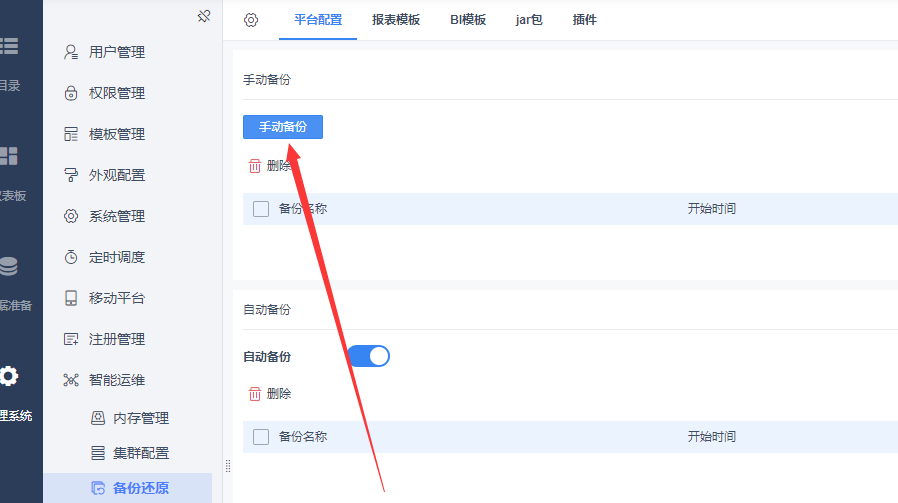 目录
仪表板
据准备
理系统
用户管理
权限管理
模板管理
外观配置
系统管理
定时调度
移动平台
注册管理
智能运维
内存管理
集群配置
备份还原
平台配置 报表模板 BI模板 jar包 插件
手动备份
手动备份
删除
备份名称 开始时间
自动备份
自动备份
删除
备份名称 开始时间